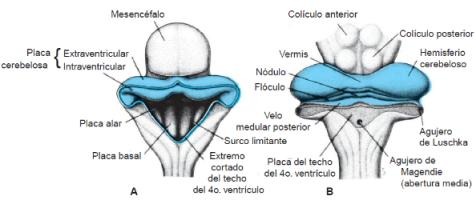 Mesencéfalo
Placa
cerebelosa
Extraventricular
Intraventricular
Placa alar
Placa basal
Surco limitante
Extremo
cortado
del techo
del 4o. ventrículo
A
Colículo anterior
Colículo posterior
Vermis
Hemisferio
cerebeloso
Nódulo
Flóculo
Velo
medular posterior
Agujero
de Luschka
Placa del techo
del 4o. ventrículo
Agujero de
Magendie
(abertura media)
B